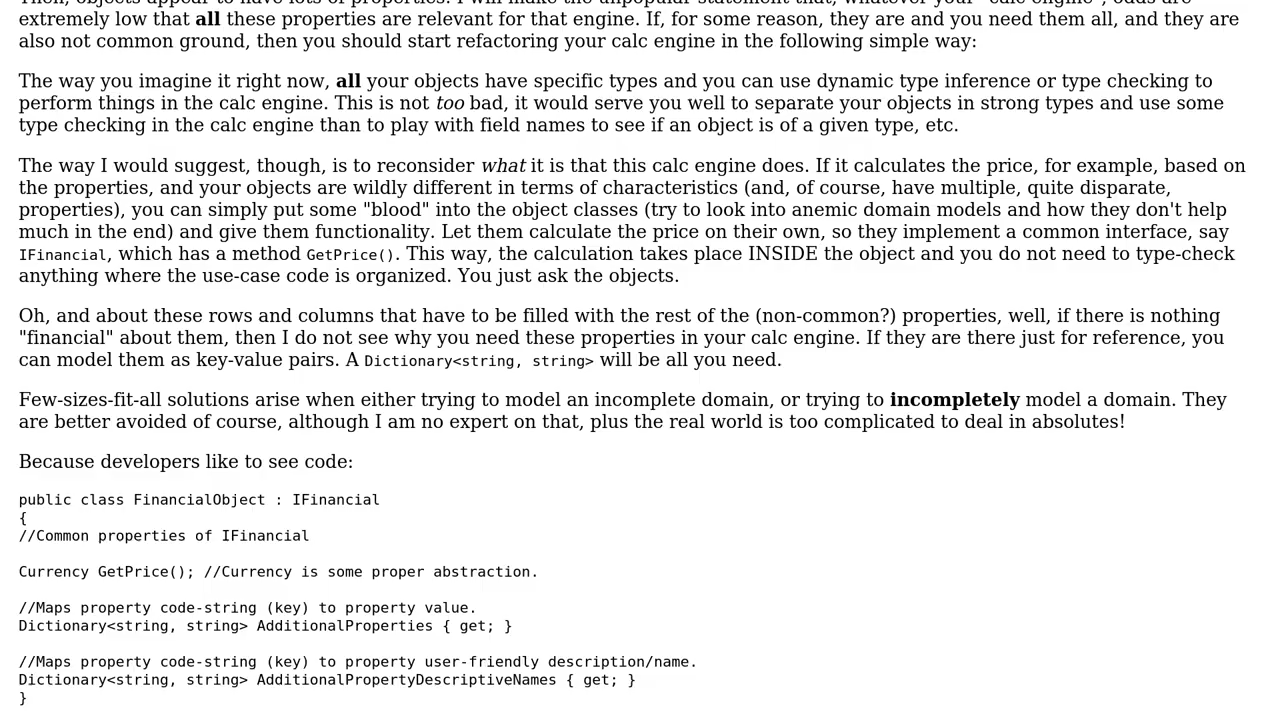 Then, objects appear to have lots of properties. I will make the unpopular statement that, whatever your "calc engine", odds are
extremely low that all these properties are relevant for that engine. If, for some reason, they are and you need them all, and they are
also not common ground, then you should start refactoring your calc engine in the following simple way:
The way you imagine it right now, all your objects have specific types and you can use dynamic type inference or type checking to
perform things in the calc engine. This is not too bad, it would serve you well to separate your objects in strong types and use some
type checking in the calc engine than to play with field names to see if an object is of a given type, etc.
The way I would suggest, though, is to reconsider what it is that this calc engine does. If it calculates the price, for example, based on
the properties, and your objects are wildly different in terms of characteristics (and, of course, have multiple, quite disparate,
properties), you can simply put some "blood" into the object classes (try to look into anemic domain models and how they don't help
much in the end) and give them functionality. Let them calculate the price on their own, so they implement a common interface, say
IFinancial, which has a method GetPrice(). This way, the calculation takes place INSIDE the object and you do not need to type-check
anything where the use-case code is organized. You just ask the objects.
Oh, and about these rows and columns that have to be filled with the rest of the (non-common?) properties, well, if there is nothing
"financial" about them, then I do not see why you need these properties in your calc engine. If they are there just for reference, you
can model them as key-value pairs. A Dictionary<string, string> will be all you need.
Few-sizes-fit-all solutions arise when either trying to model an incomplete domain, or trying to incompletely model a domain. They
are better avoided of course, although I am no expert on that, plus the real world is too complicated to deal in absolutes!
Because developers like to see code:
public class FinancialObject : IFinancial
{
//Common properties of IFinancial
Currency GetPrice(); //Currency is some proper abstraction.
//Maps property code-string (key) to property value.
Dictionary<string, string> AdditionalProperties { get; }
//Maps property code-string (key) to property user-friendly description/name.
Dictionary<string, string> AdditionalPropertyDescriptiveNames { get; }
}